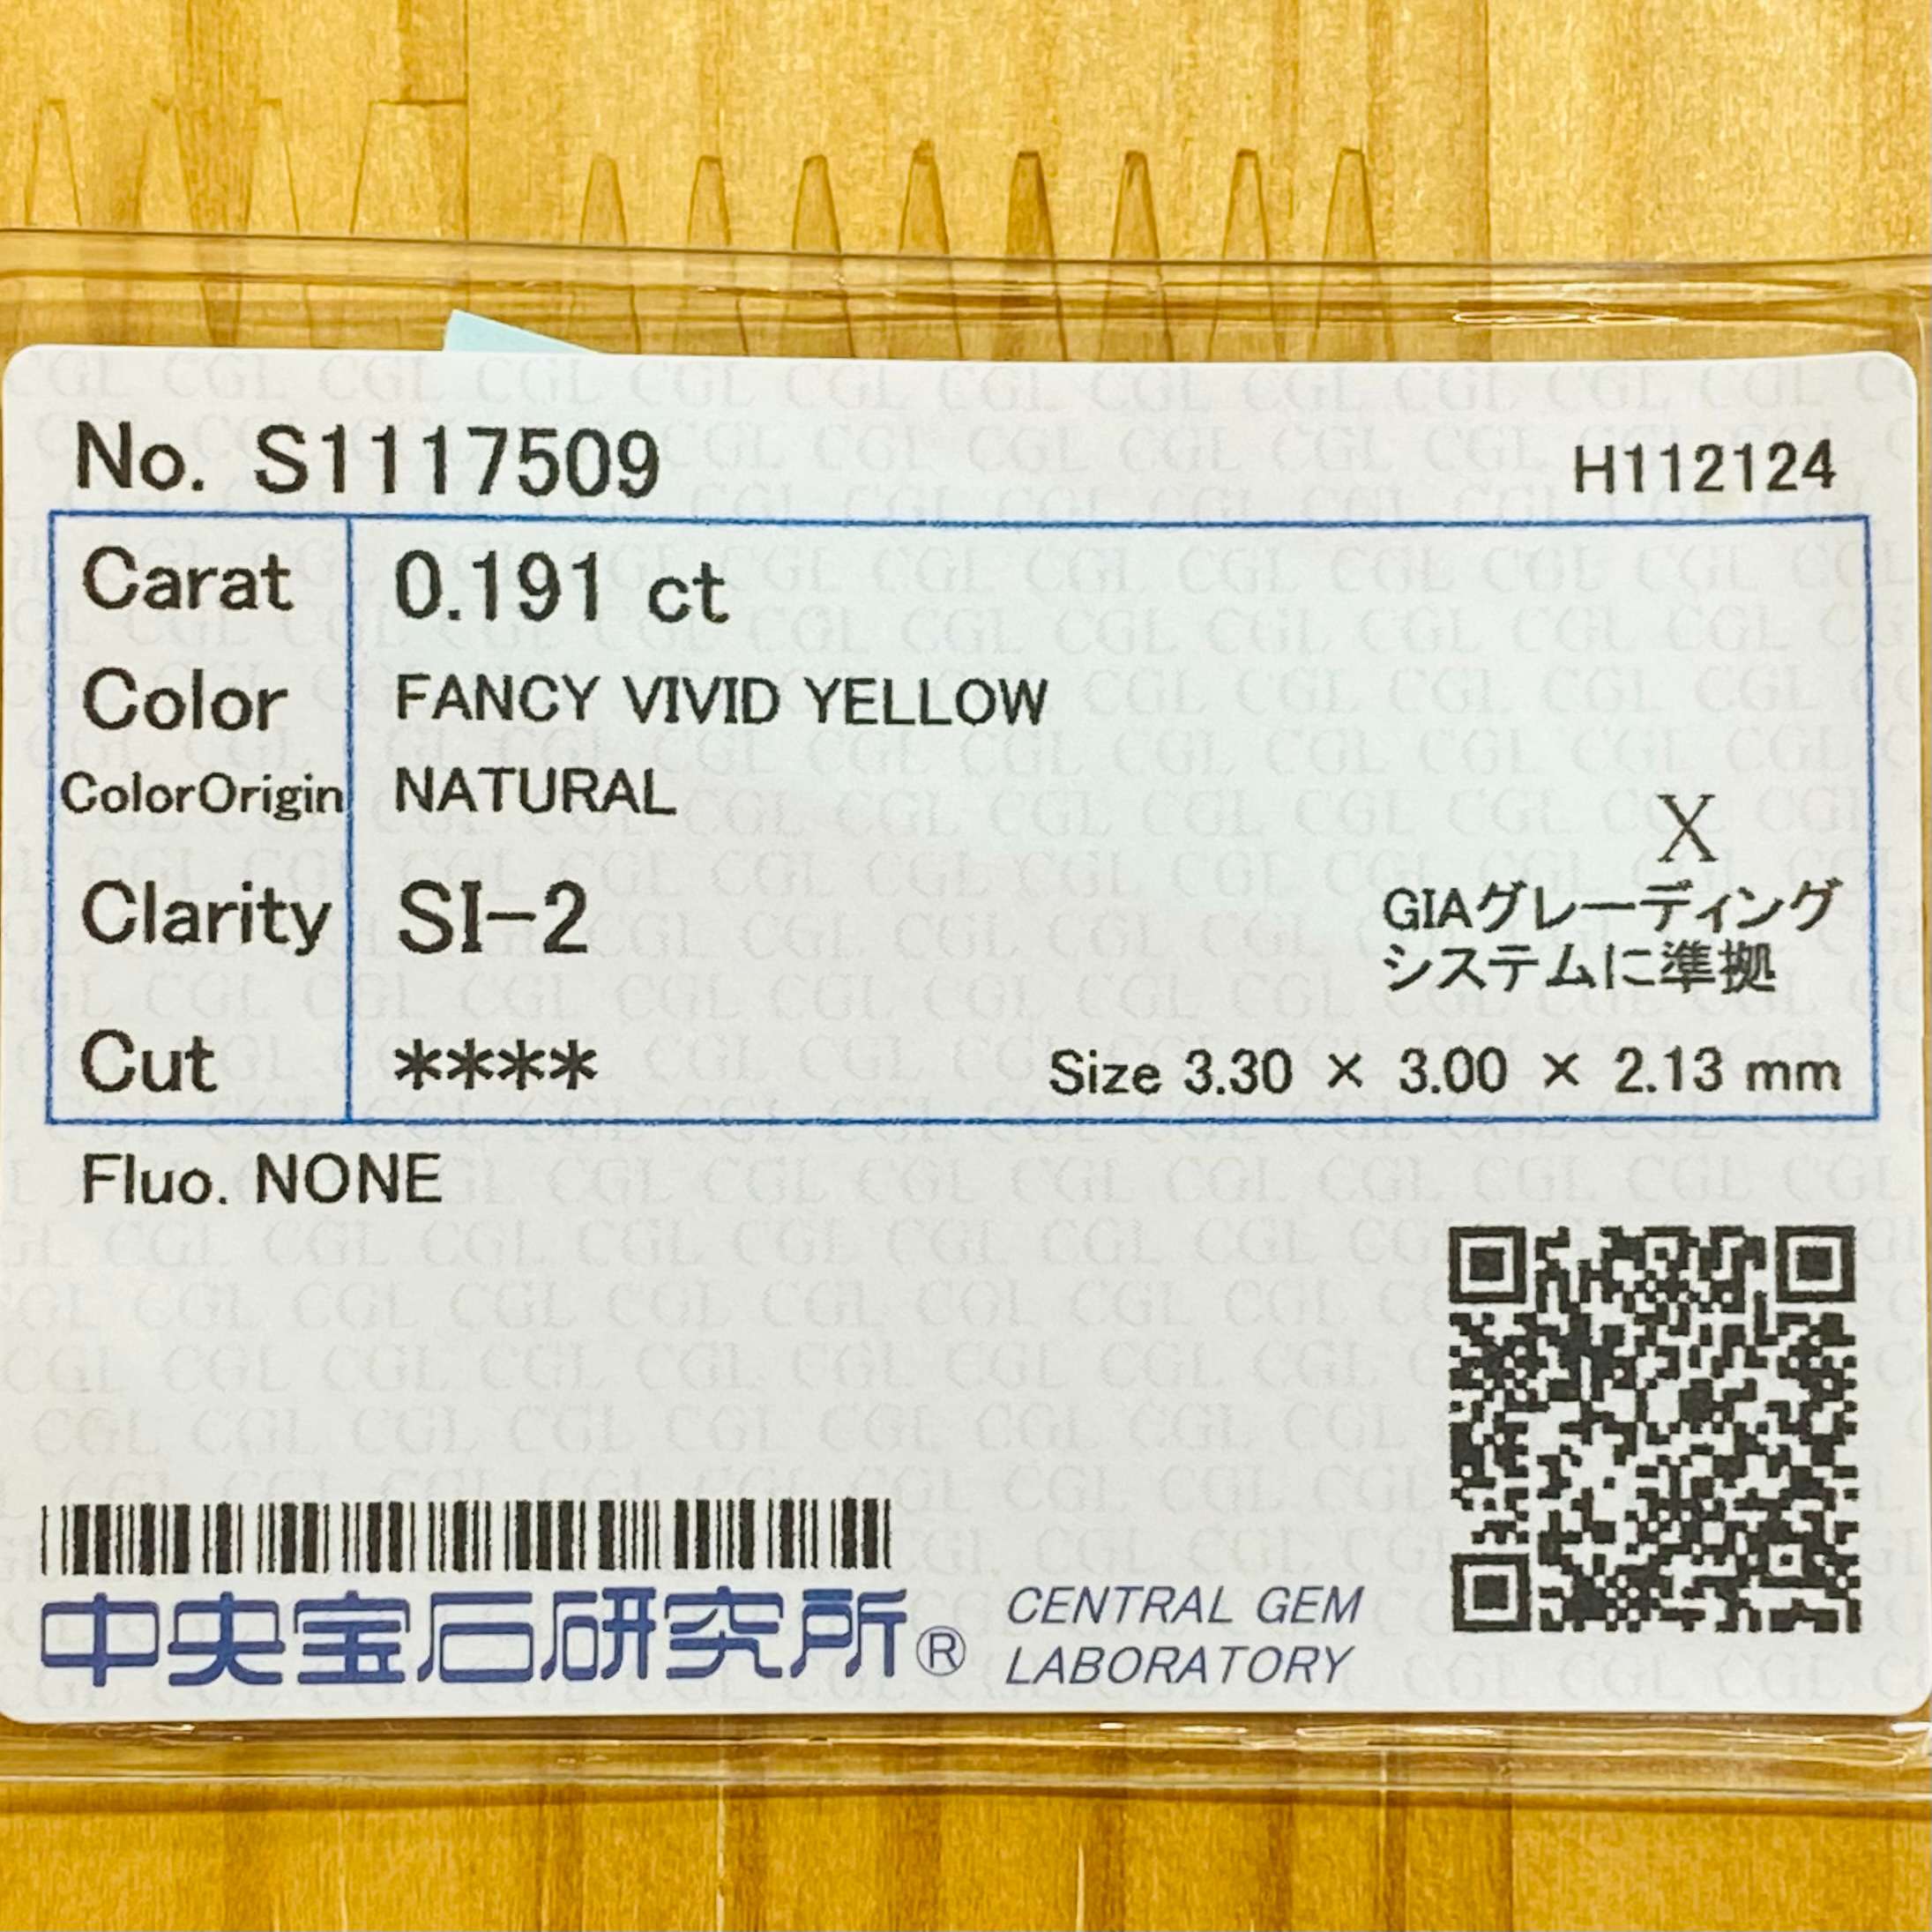 No. S1117509 H112124
Carat 0.191 ct
Color FANCY VIVID YELLOW
ColorOrigin NATURAL
X
Clarity SI-2
GIAグレーディング
システムに準拠
Cut **** Size 3.30 × 3.00 × 2.13 mm
Fluo. NONE
中央宝石研究所® CENTRAL GEM
LABORATORY